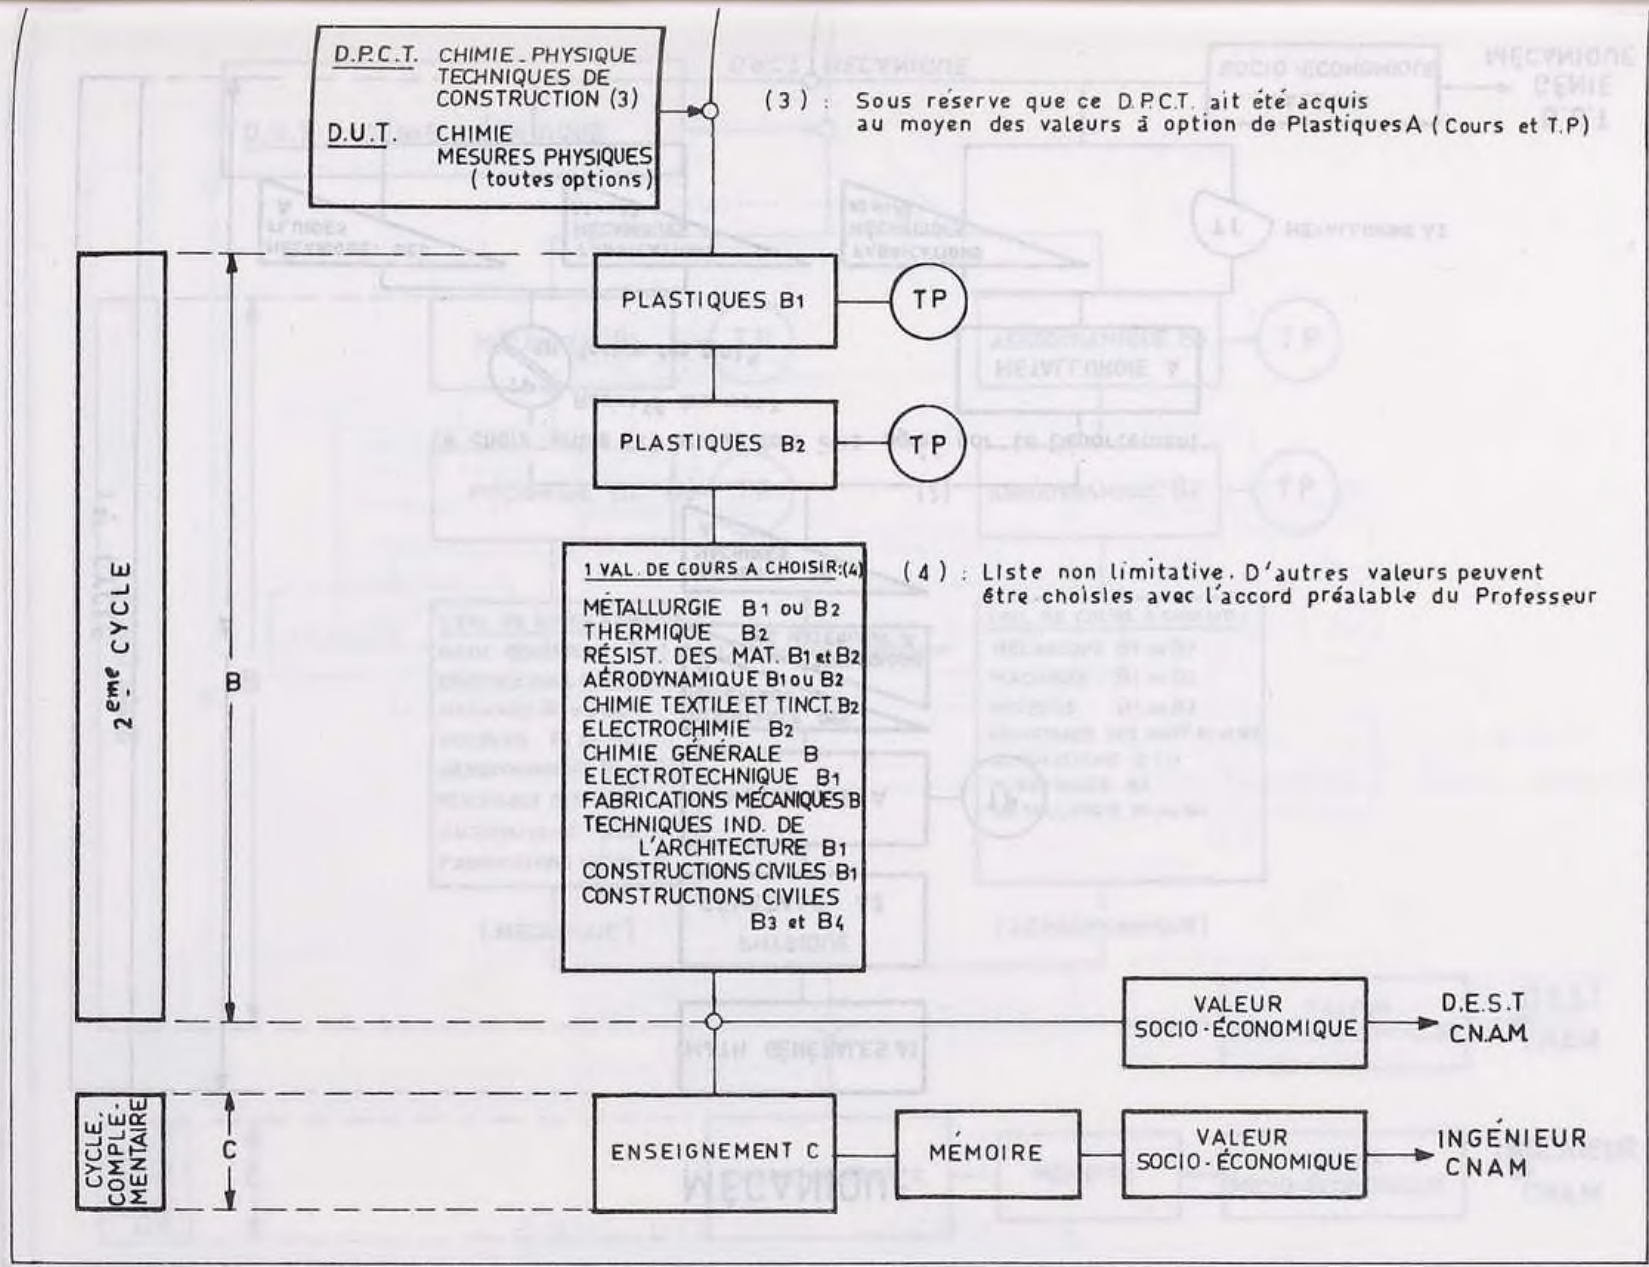 D.P.C.T. CHIMIE_PHYSIQUE
TECHNIQUES DE
CONSTRUCTION (3)
D.U.T. CHIMIE
MESURES PHYSIQUES
(toutes options)
(3) : Sous réserve que ce D.P.C.T. ait été acquis
au moyen des valeurs à option de Plastiques A (Cours et T.P)
2eme CYCLE
B
PLASTIQUES B1
TP
PLASTIQUES B2
TP
1 VAL. DE COURS A CHOISIR:(4)
MÉTALLURGIE B1 ou B2
THERMIQUE B2
RÉSIST. DES MAT. B1 et B2
AÉRODYNAMIQUE B1 ou B2
CHIMIE TEXTILE ET TINCT. B2
ELECTROCHIMIE B2
CHIMIE GÉNÉRALE B
ELECTROTECHNIQUE B1
FABRICATIONS MÉCANIQUES B
TECHNIQUES IND. DE
L'ARCHITECTURE B1
CONSTRUCTIONS CIVILES B1
CONSTRUCTIONS CIVILES
B3 et B4
(4) : Liste non limitative. D'autres valeurs peuvent
être choisies avec l'accord préalable du Professeur
VALEUR
SOCIO-ÉCONOMIQUE
D.E.S.T
CN.A.M
CYCLE
COMPLÉ-
MENTAIRE
C
ENSEIGNEMENT C
MÉMOIRE
VALEUR
SOCIO-ÉCONOMIQUE
INGÉNIEUR
CNAM